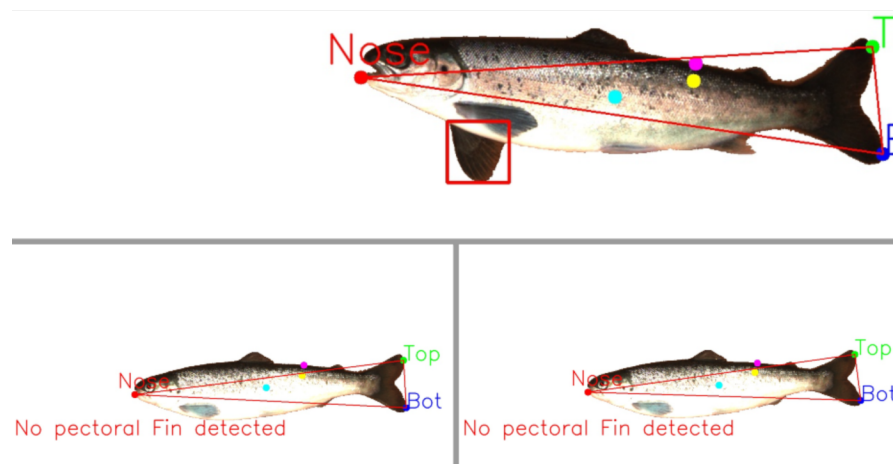 Nose
T
B
Nose
Top
Bot
No pectoral Fin detected
Nose
Top
Bot
No pectoral Fin detected